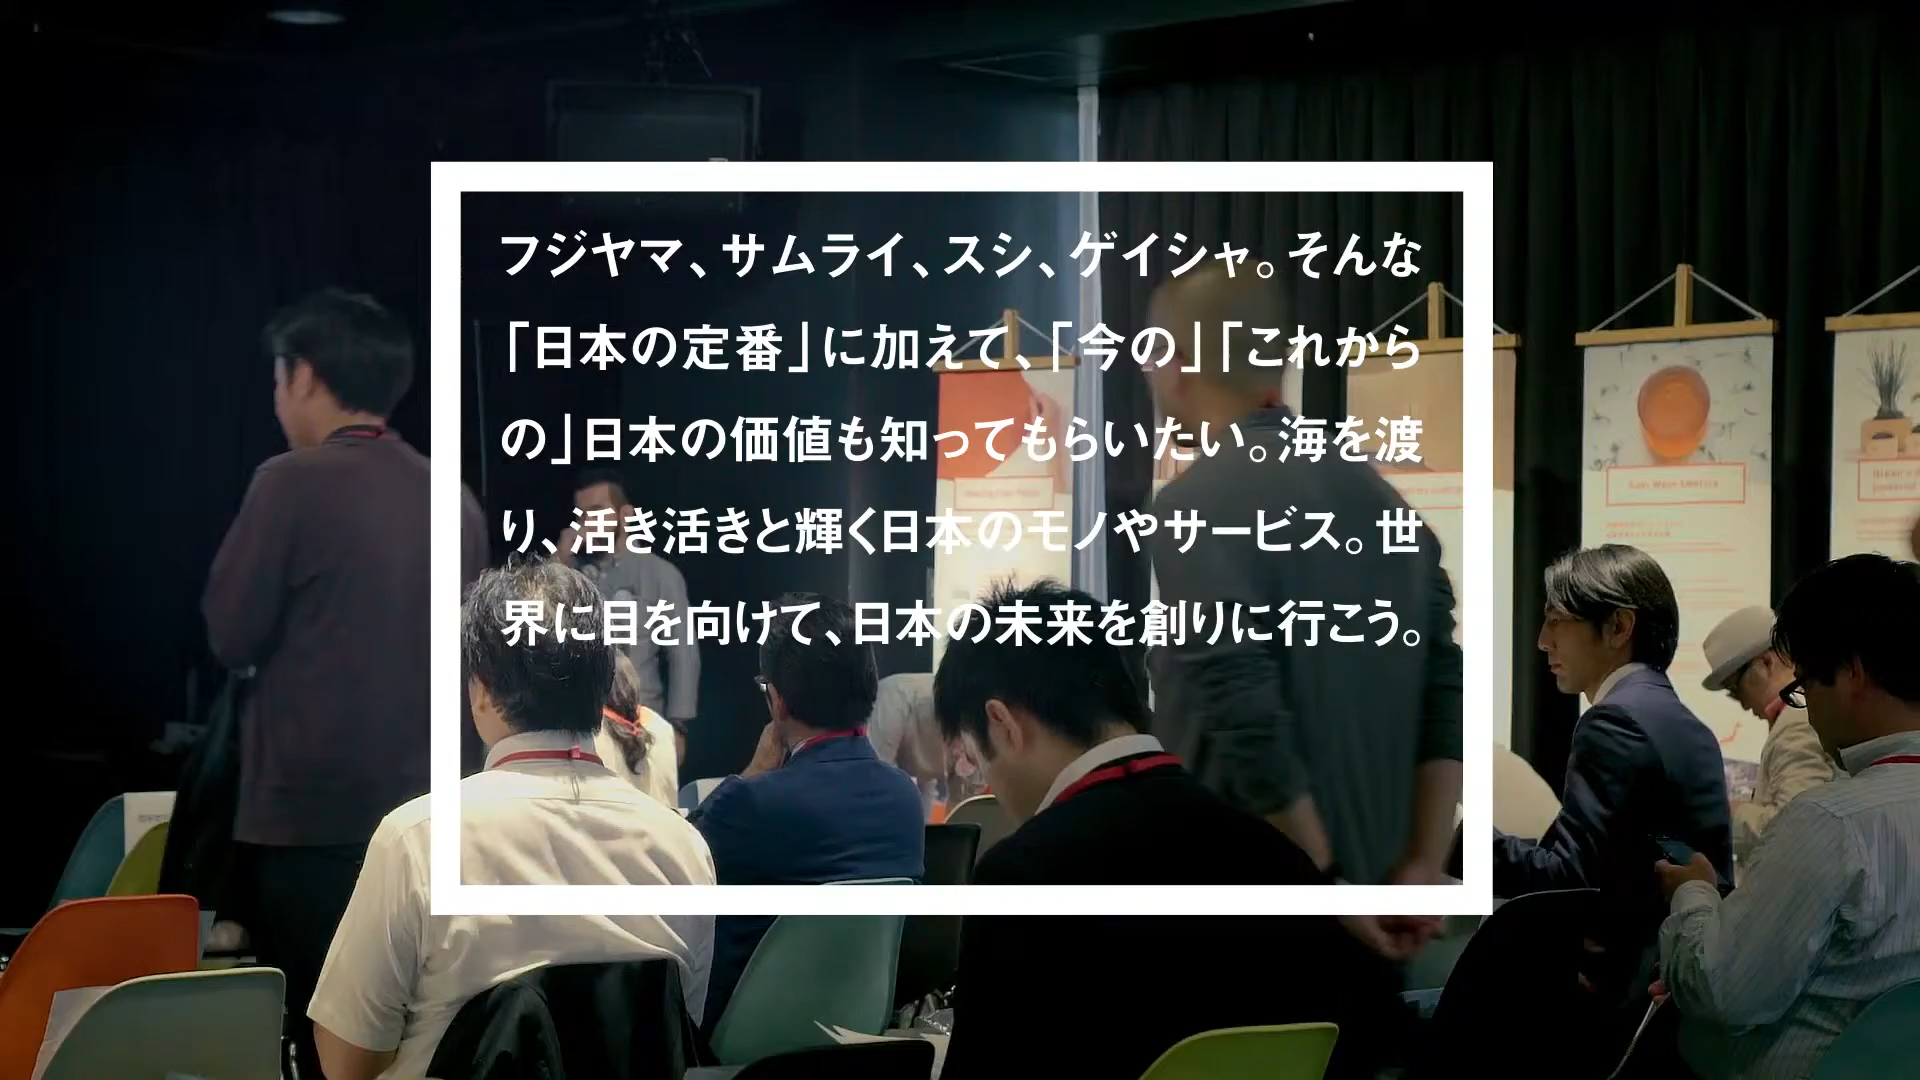 フジヤマ、サムライ、スシ、ゲイシャ。そんな
「日本の定番」に加えて、「今の」「これから
の」日本の価値も知ってもらいたい。海を渡
り、活き活きと輝く日本のモノやサービス。世
界に目を向けて、日本の未来を創りに行こう。